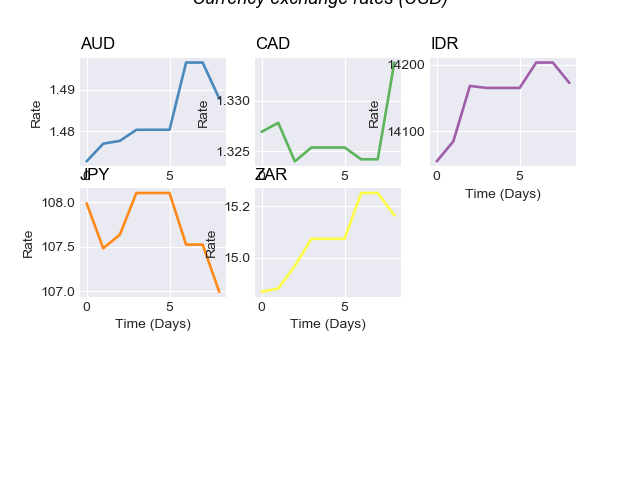 Currency exchange rates (USD)
AUD
CAD
IDR
Rate
1.49
1.48
0
5
Rate
1.330
1.325
0
5
Rate
14200
14100
0
5
Time (Days)
JPY
ZAR
Rate
108.0
107.5
107.0
0
5
Time (Days)
Rate
15.2
15.0
0
5
Time (Days)